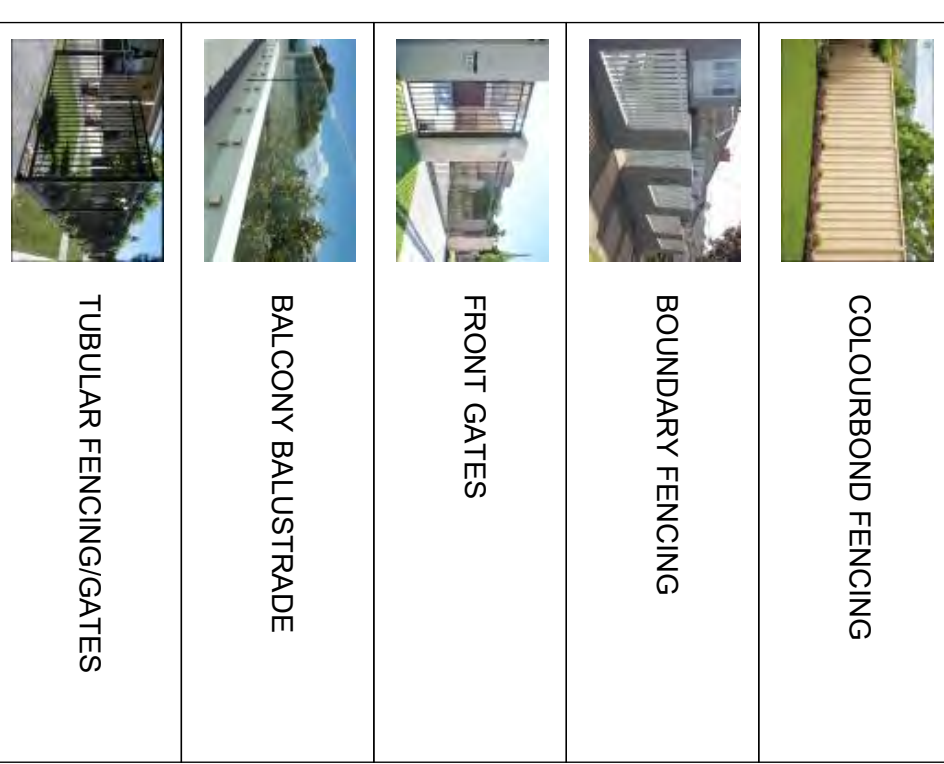 COLOURBOND FENCING
BOUNDARY FENCING
FRONT GATES
BALCONY BALUSTRADE
TUBULAR FENCING/GATES